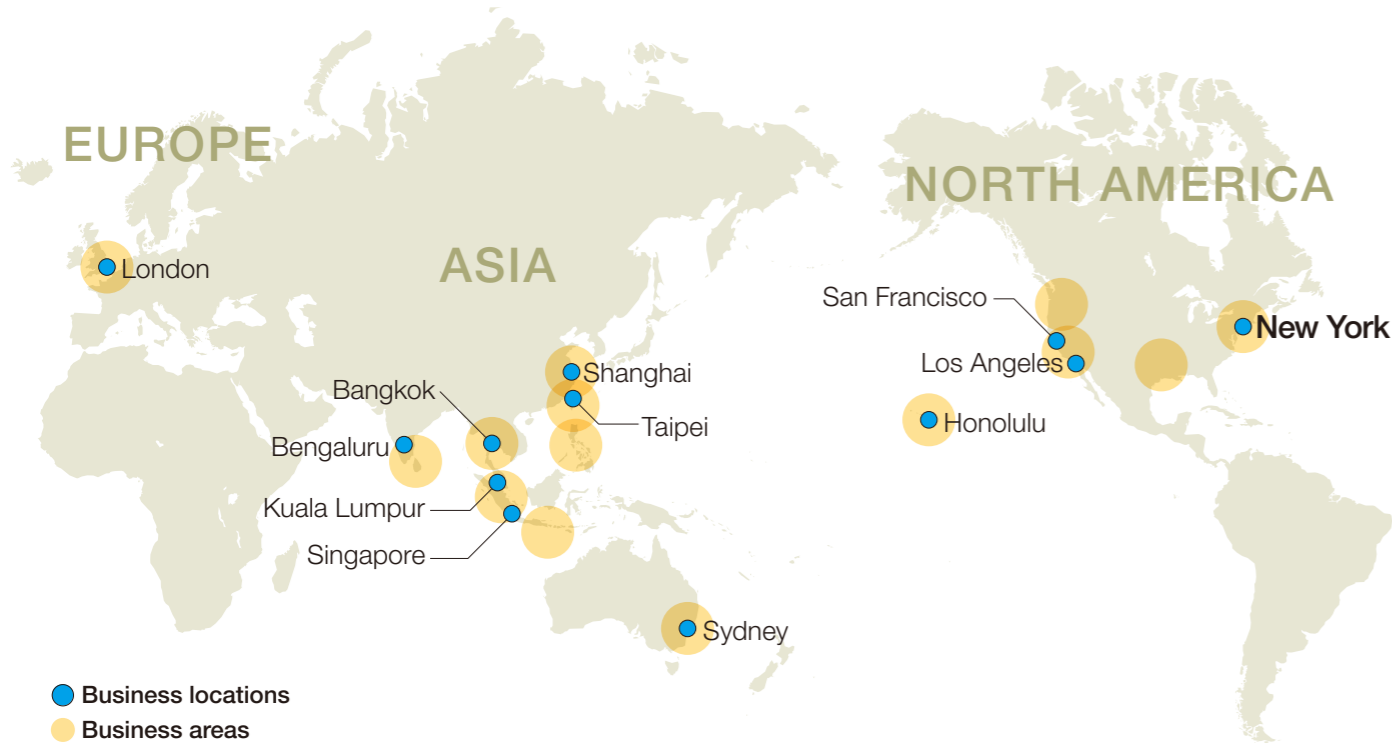 EUROPE
NORTH AMERICA
ASIA
London
San Francisco
New York
Los Angeles
Shanghai
Bangkok
Honolulu
Taipei
Bengaluru
Kuala Lumpur
Singapore
Sydney
Business locations
Business areas